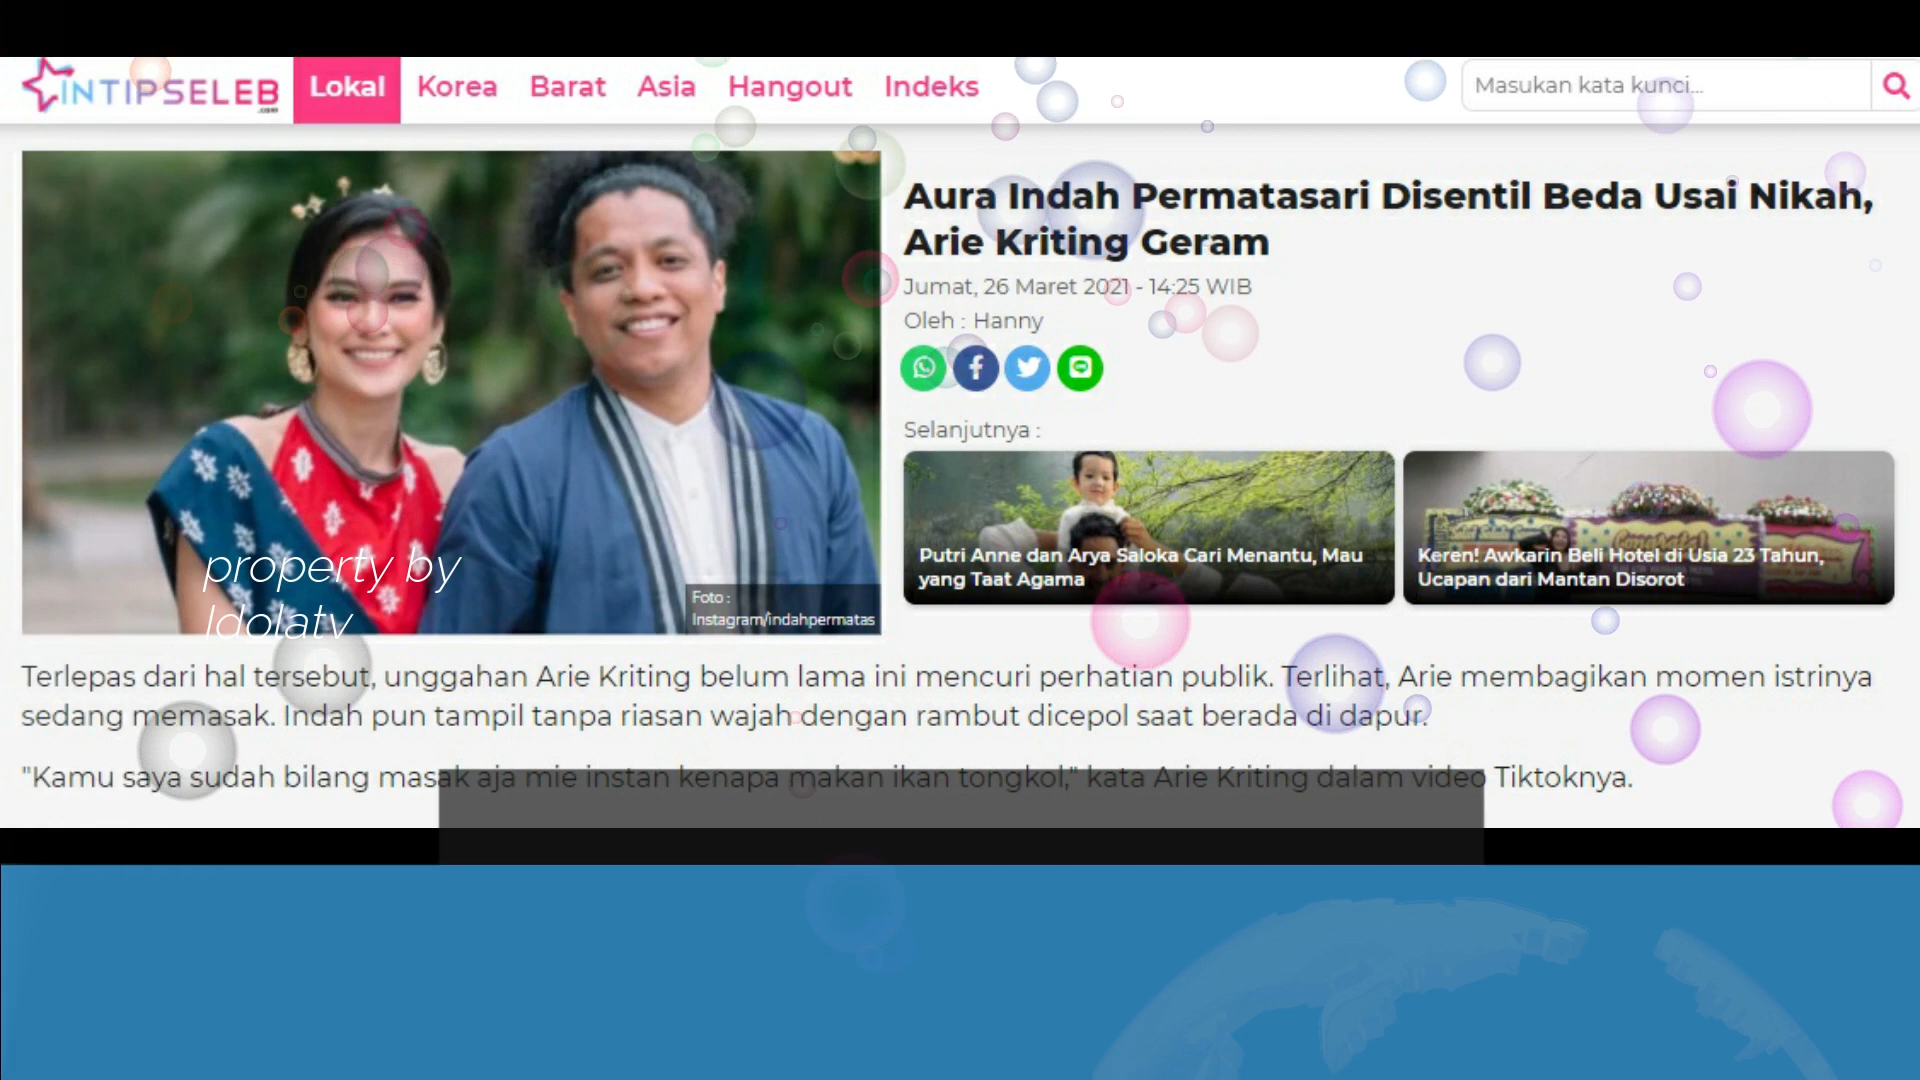 INTIPSELEB
.com
Lokal Korea Barat Asia Hangout Indeks
Masukan kata kunci...
Aura Indah Permatasari Disentil Beda Usai Nikah,
Arie Kriting Geram
Jumat, 26 Maret 2021 - 14:25 WIB
Oleh : Hanny
Selanjutnya :
Putri Anne dan Arya Saloka Cari Menantu, Mau
yang Taat Agama
Keren! Awkarin Beli Hotel di Usia 23 Tahun,
Ucapan dari Mantan Disorot
property by
Idolatv
Foto :
Instagram/indahpermatas
Terlepas dari hal tersebut, unggahan Arie Kriting belum lama ini mencuri perhatian publik. Terlihat, Arie membagikan momen istrinya
sedang memasak. Indah pun tampil tanpa riasan wajah dengan rambut dicepol saat berada di dapur.
"Kamu saya sudah bilang masak aja mie instan kenapa makan ikan tongkol," kata Arie Kriting dalam video Tiktoknya.